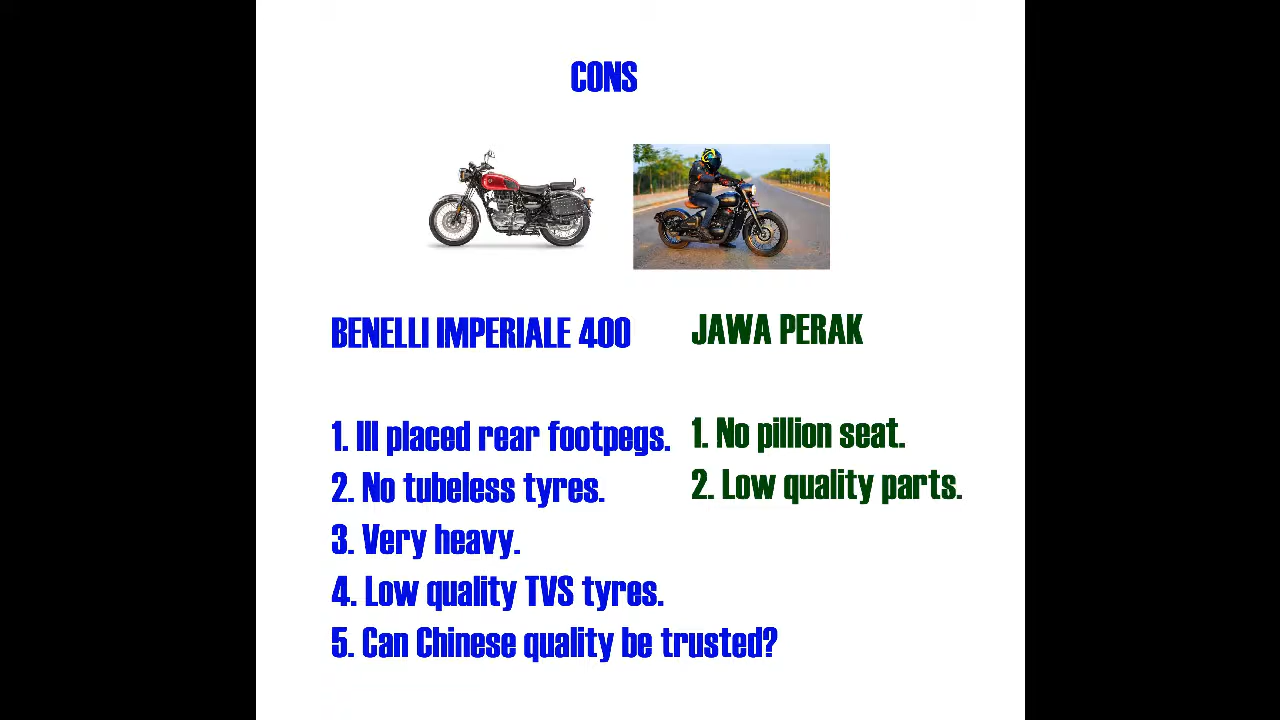 CONS
BENELLI IMPERIALE 400
1. Ill placed rear footpegs.
2. No tubeless tyres.
3. Very heavy.
4. Low quality TVS tyres.
5. Can Chinese quality be trusted?
JAWA PERAK
1. No pillion seat.
2. Low quality parts.